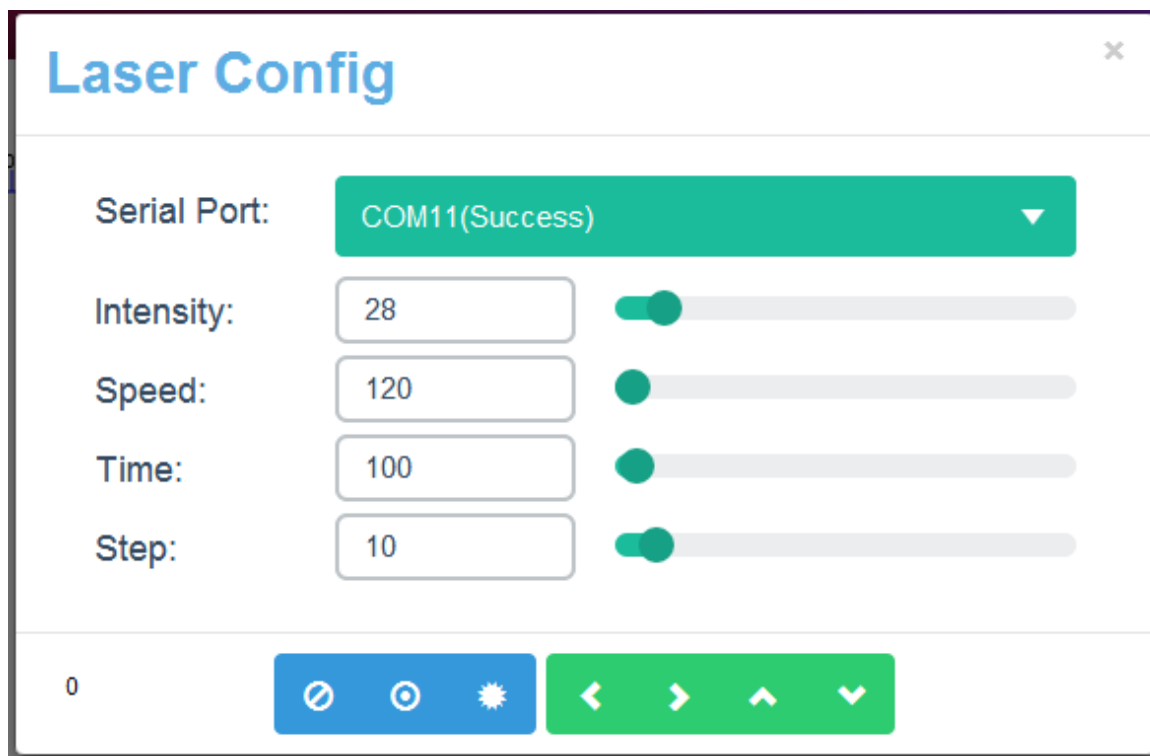 Laser Config
Serial Port: COM11(Success)
Intensity: 28
Speed: 120
Time: 100
Step: 10
0